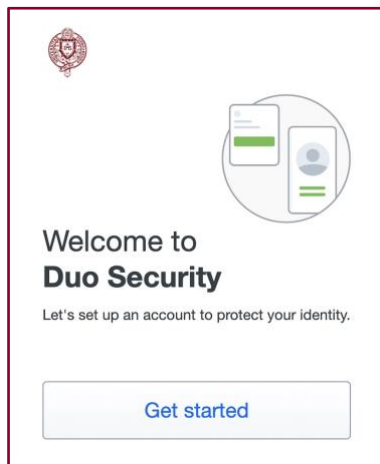 Welcome to
Duo Security
Let's set up an account to protect your identity.
Get started